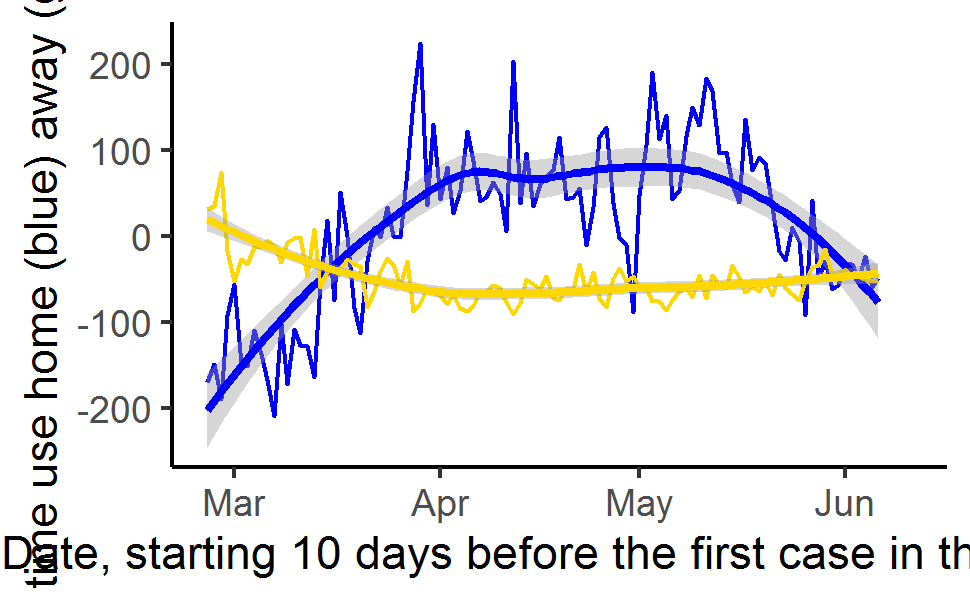 time use home (blue) away (
200
100
0
-100
-200
Mar Apr May Jun
Date, starting 10 days before the first case in th